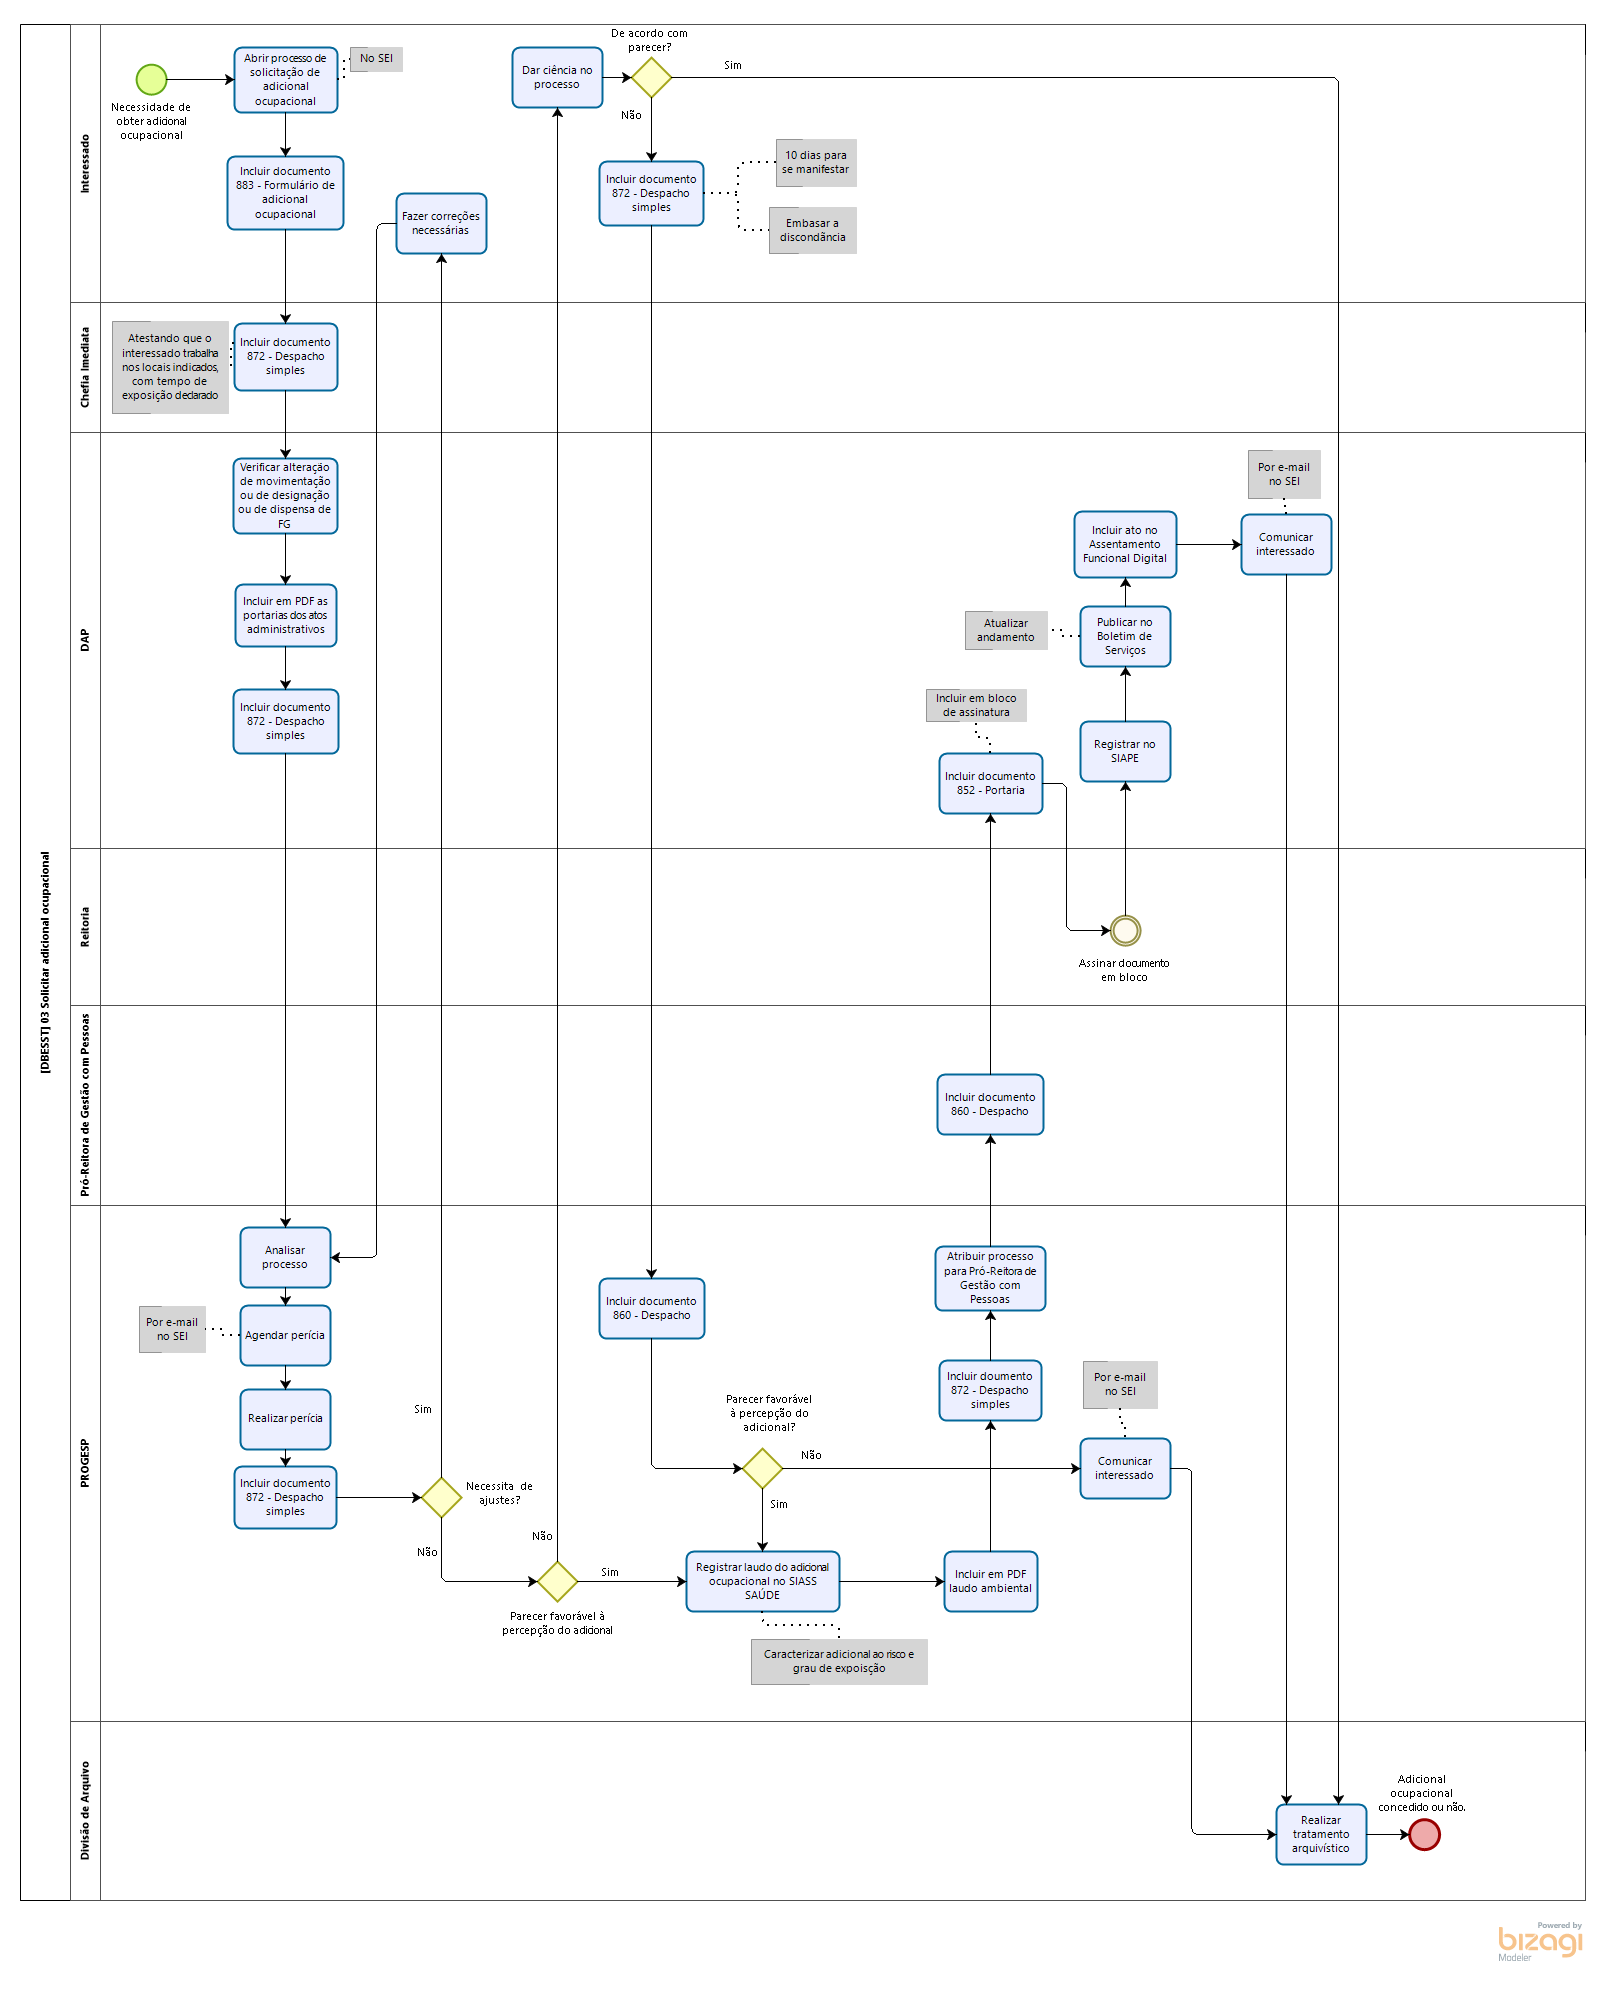 [DBESST] 03 Solicitar adicional ocupacional
Interessado
Necessidade de
obter adicional
ocupacional
Abrir processo de
solicitação de
adicional
ocupacional
No SEI
Incluir documento
883 - Formulário de
adicional
ocupacional
Fazer correções
necessárias
Dar ciência no
processo
De acordo com
parecer?
Sim
Não
Incluir documento
872 - Despacho
simples
10 dias para
se manifestar
Embasar a
discondância
Chefia Imediata
Atestando que o
interessado trabalha
nos locais indicados,
com tempo de
exposição declarado
Incluir documento
872 - Despacho
simples
DAP
Verificar alteração
de movimentação
ou de designação
ou de dispensa de
FG
Incluir em PDF as
portarias dos atos
administrativos
Incluir documento
872 - Despacho
simples
Incluir em bloco
de assinatura
Incluir documento
852 - Portaria
Registrar no
SIAPE
Atualizar
andamento
Publicar no
Boletim de
Serviços
Incluir ato no
Assentamento
Funcional Digital
Por e-mail
no SEI
Comunicar
interessado
Reitoria
Assinar documento
em bloco
Pró-Reitora de Gestão com Pessoas
Incluir documento
860 - Despacho
PROGESP
Analisar
processo
Por e-mail
no SEI
Agendar perícia
Realizar perícia
Incluir documento
872 - Despacho
simples
Sim
Necessita de
ajustes?
Não
Não
Parecer favorável à
percepção do adicional
Sim
Incluir documento
860 - Despacho
Parecer favorável
à percepção do
adicional?
Não
Sim
Registrar laudo do adicional
ocupacional no SIASS
SAÚDE
Caracterizar adicional ao risco e
grau de expoisção
Incluir em PDF
laudo ambiental
Incluir doumento
872 - Despacho
simples
Atribuir processo
para Pró-Reitora de
Gestão com
Pessoas
Por e-mail
no SEI
Comunicar
interessado
Divisão de Arquivo
Realizar
tratamento
arquivístico
Adicional
ocupacional
concedido ou não.
Powered by
bizagi
Modeler